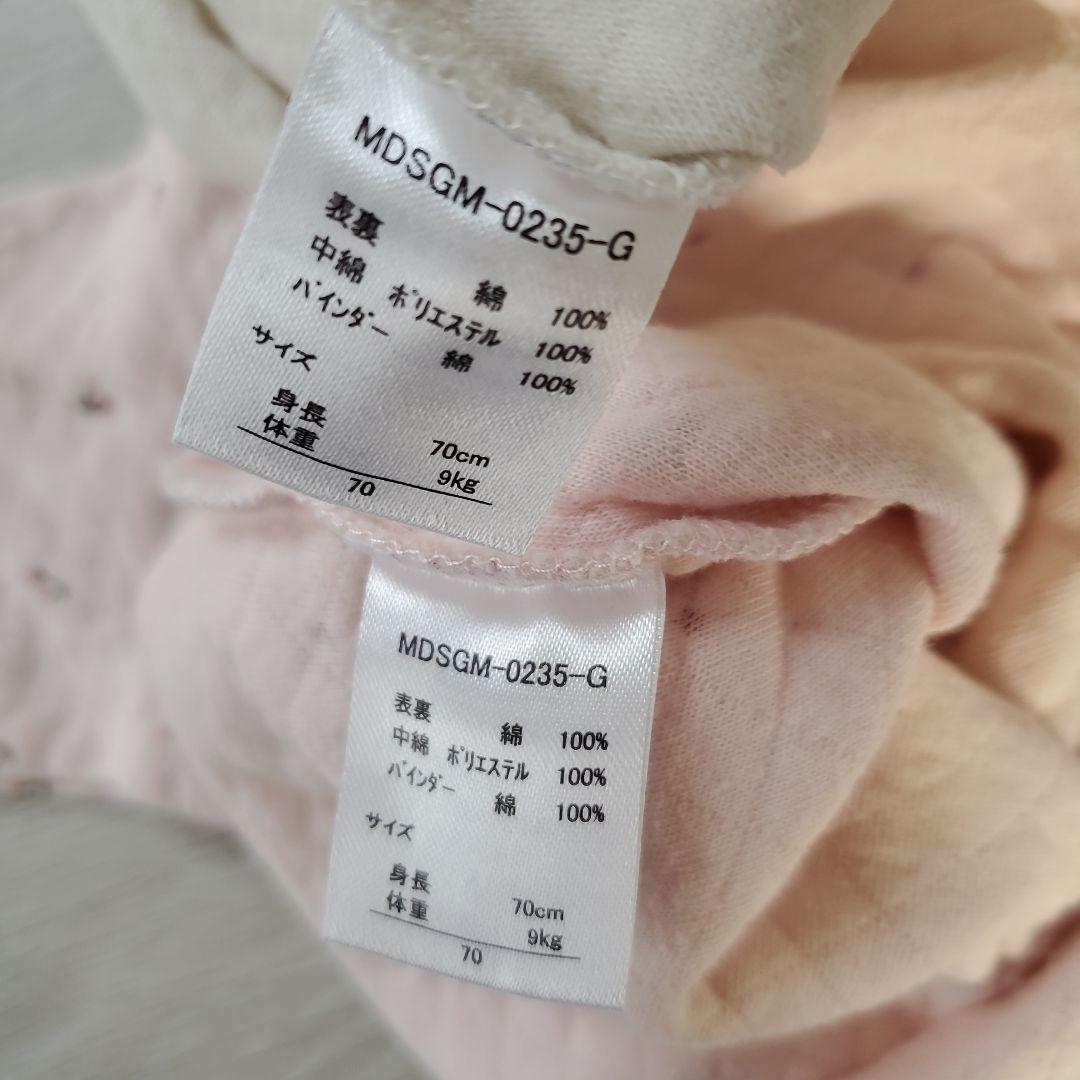 MDSGM-0235-G
表裏 綿 100%
中綿 ポリエステル 100%
バインダー 綿 100%
サイズ
身長 70cm
体重 9kg
70
MDSGM-0235-G
表裏 綿 100%
中綿 ポリエステル 100%
バインダー 綿 100%
サイズ
身長 70cm
体重 9kg
70